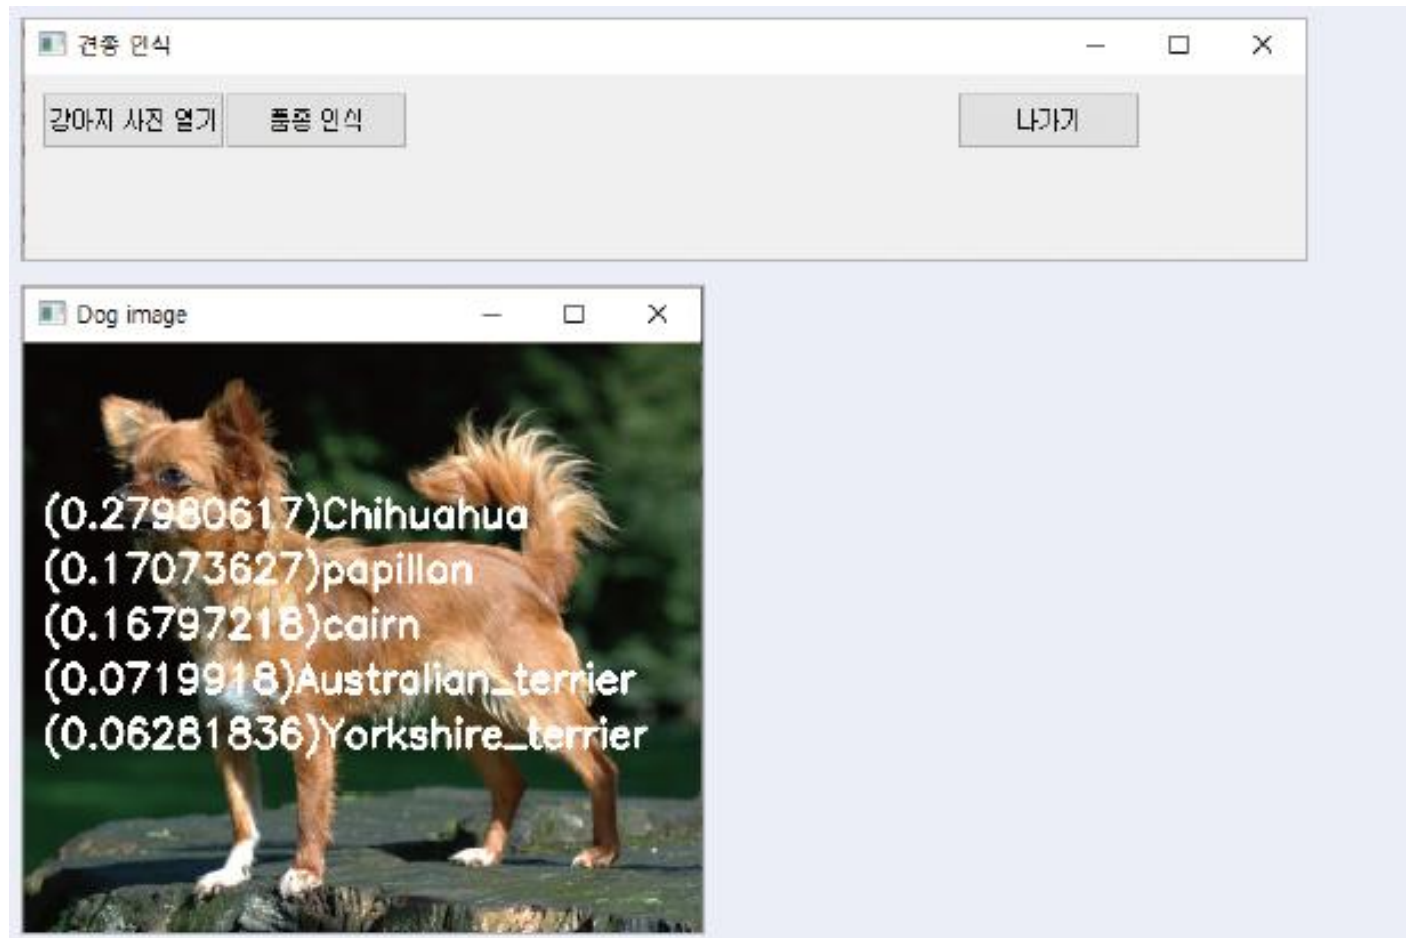 견종 인식
강아지 사진 열기 품종 인식 나가기
Dog image
(0.27980617)Chihuahua
(0.17073627)papillon
(0.16797218)cairn
(0.0719918)Australian_terrier
(0.06281836)Yorkshire_terrier